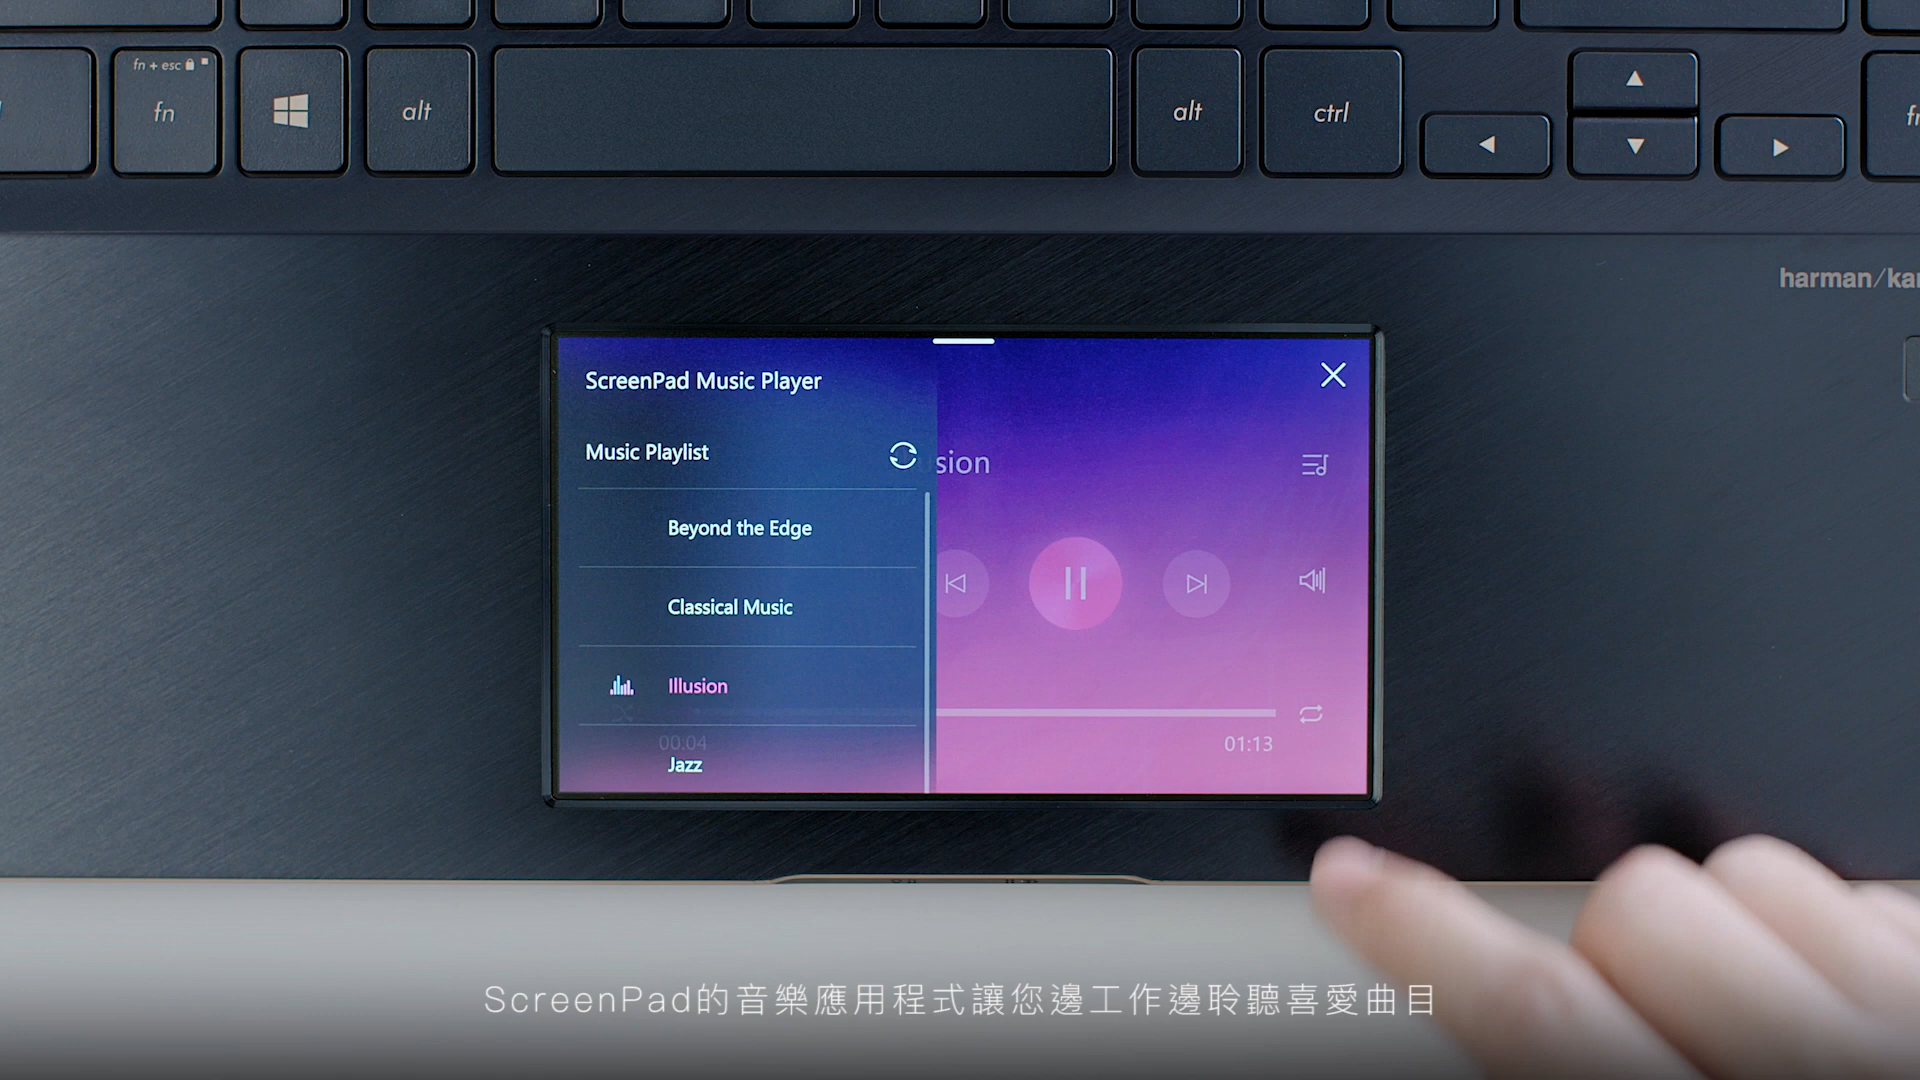 fn + esc
fn
alt
alt
ctrl
harman/kar
ScreenPad Music Player
Music Playlist
sion
Beyond the Edge
Classical Music
Illusion
00:04
01:13
Jazz
ScreenPad的音樂應用程式讓您邊工作邊聆聽喜愛曲目